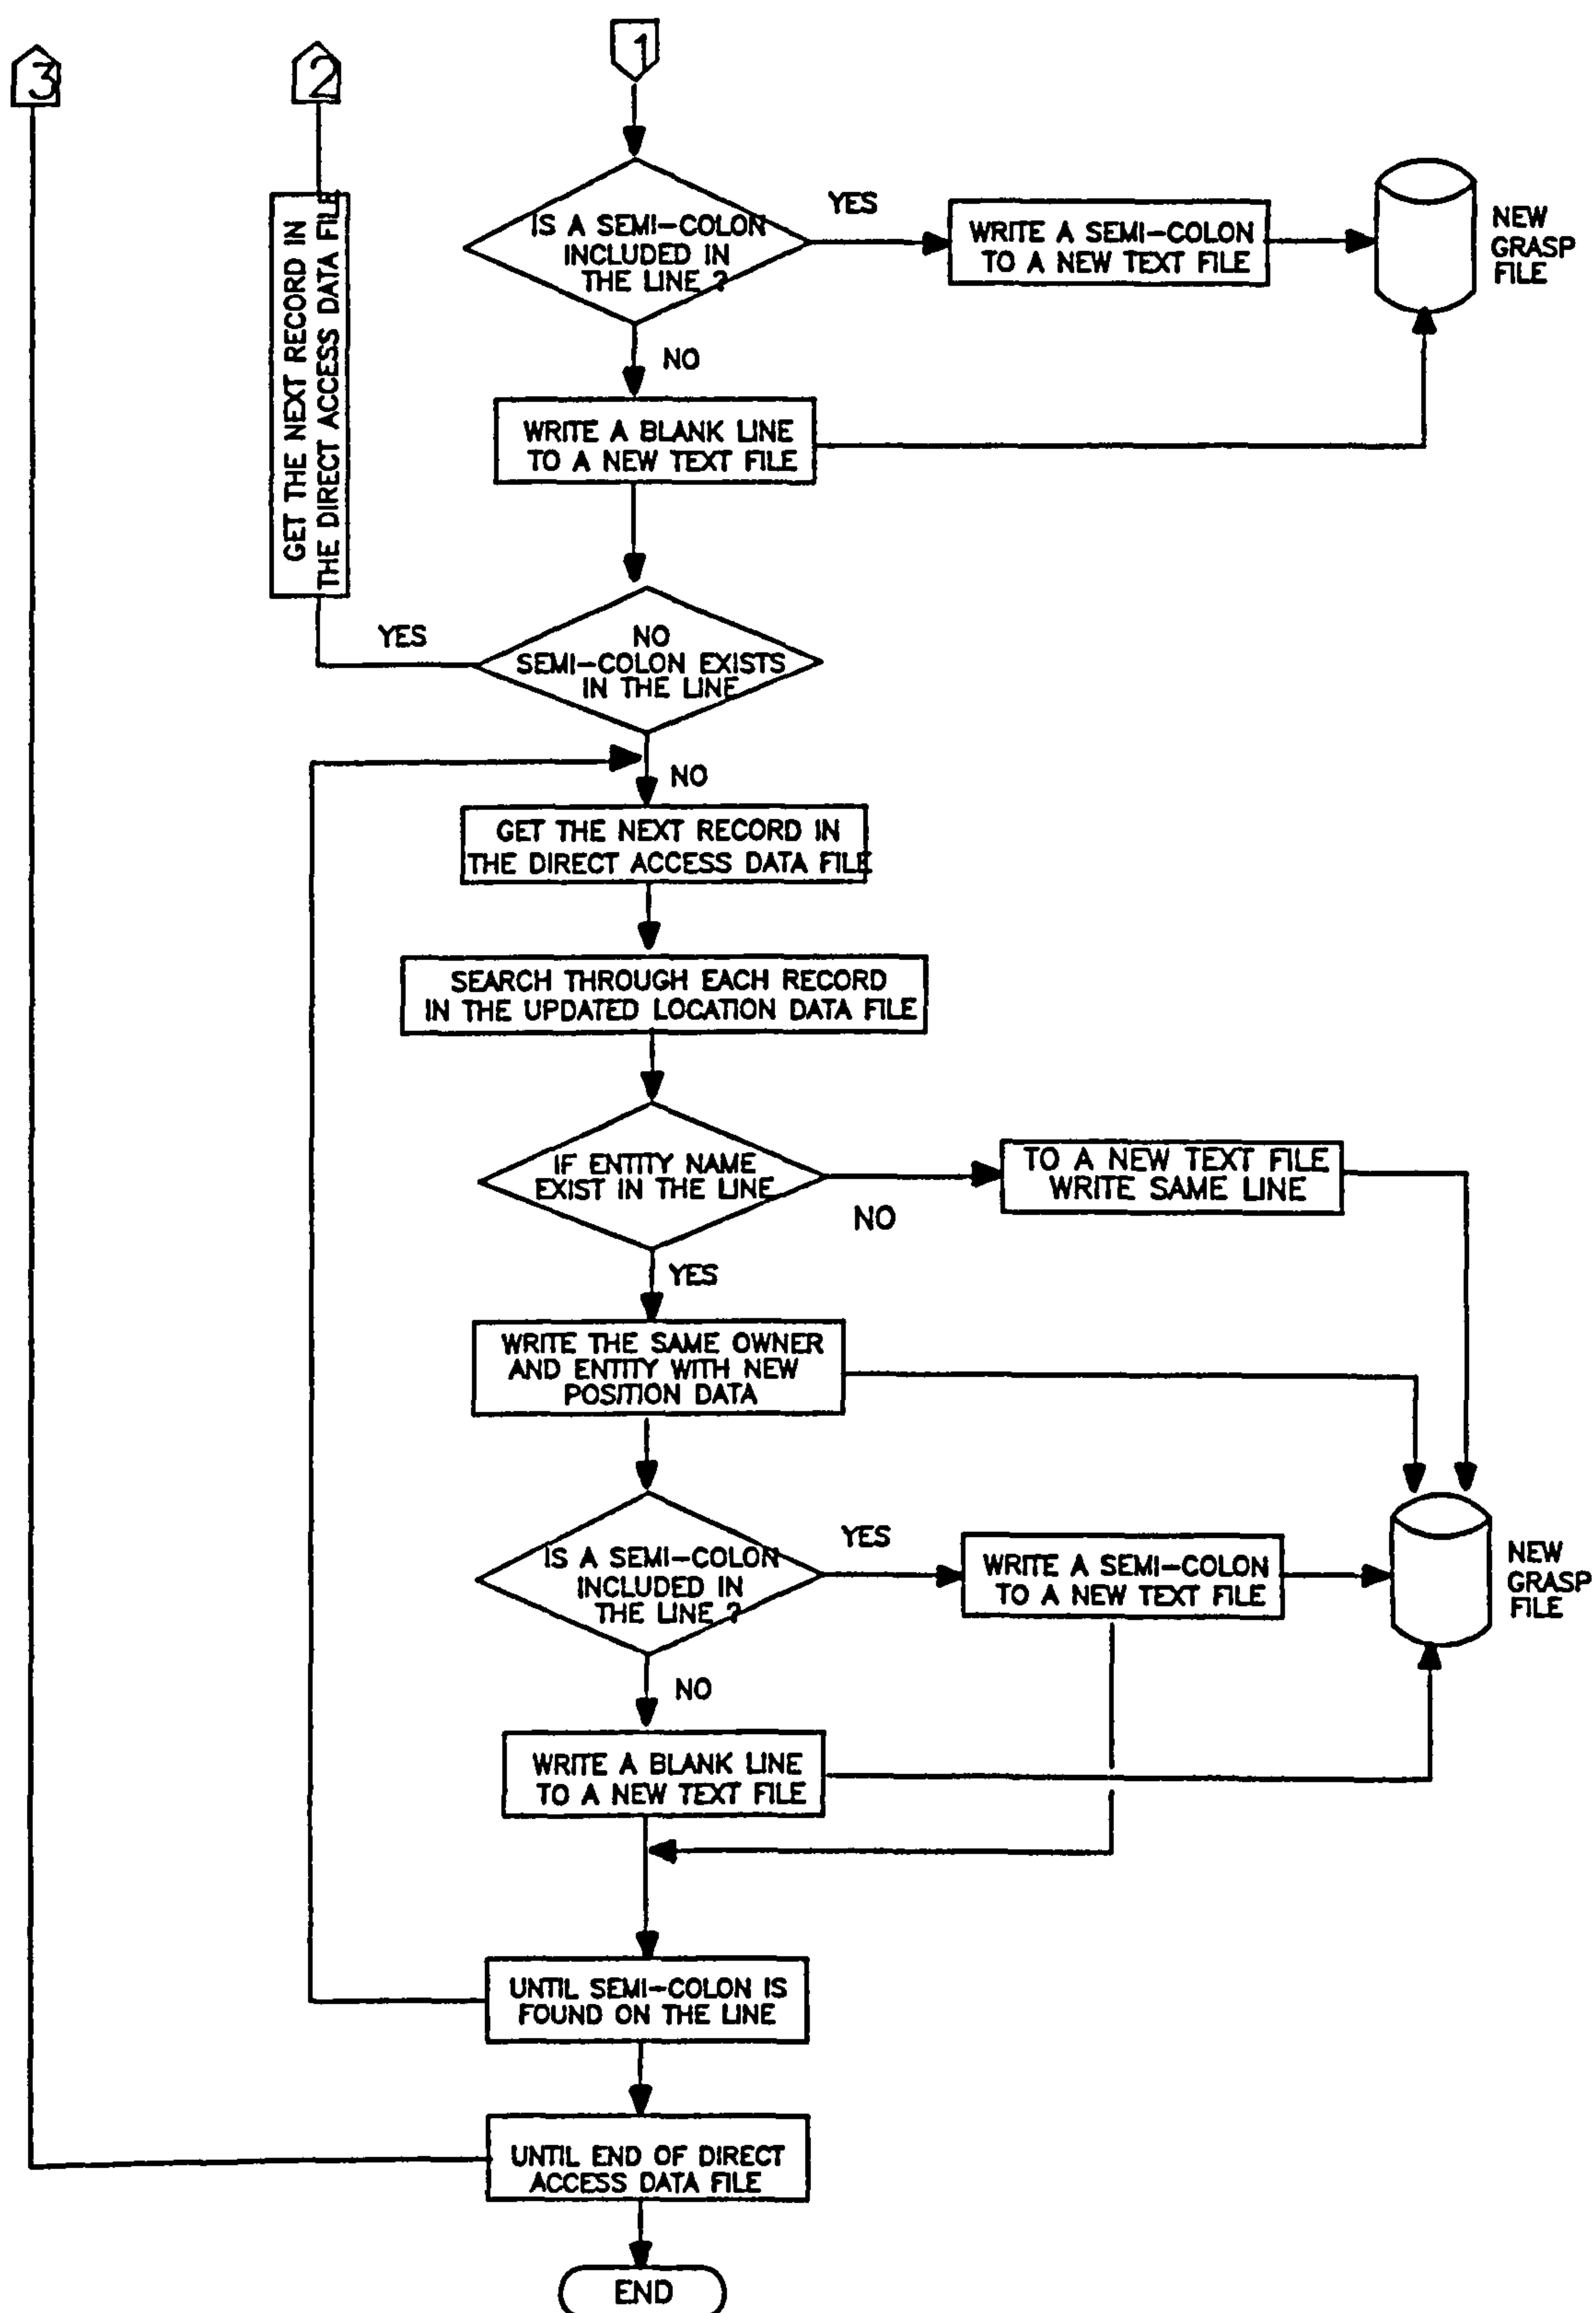 3
2
1
IS A SEMI-COLON
INCLUDED IN
THE LINE ?
YES
WRITE A SEMI-COLON
TO A NEW TEXT FILE
NEW
GRASP
FILE
NO
WRITE A BLANK LINE
TO A NEW TEXT FILE
GET THE NEXT RECORD IN
THE DIRECT ACCESS DATA FILE
YES
NO
SEMI-COLON EXISTS
IN THE LINE
NO
GET THE NEXT RECORD IN
THE DIRECT ACCESS DATA FILE
SEARCH THROUGH EACH RECORD
IN THE UPDATED LOCATION DATA FILE
IF ENTITY NAME
EXIST IN THE LINE
NO
TO A NEW TEXT FILE
WRITE SAME LINE
YES
WRITE THE SAME OWNER
AND ENTITY WITH NEW
POSITION DATA
IS A SEMI-COLON
INCLUDED IN
THE LINE ?
YES
WRITE A SEMI-COLON
TO A NEW TEXT FILE
NEW
GRASP
FILE
NO
WRITE A BLANK LINE
TO A NEW TEXT FILE
UNTIL SEMI-COLON IS
FOUND ON THE LINE
UNTIL END OF DIRECT
ACCESS DATA FILE
END